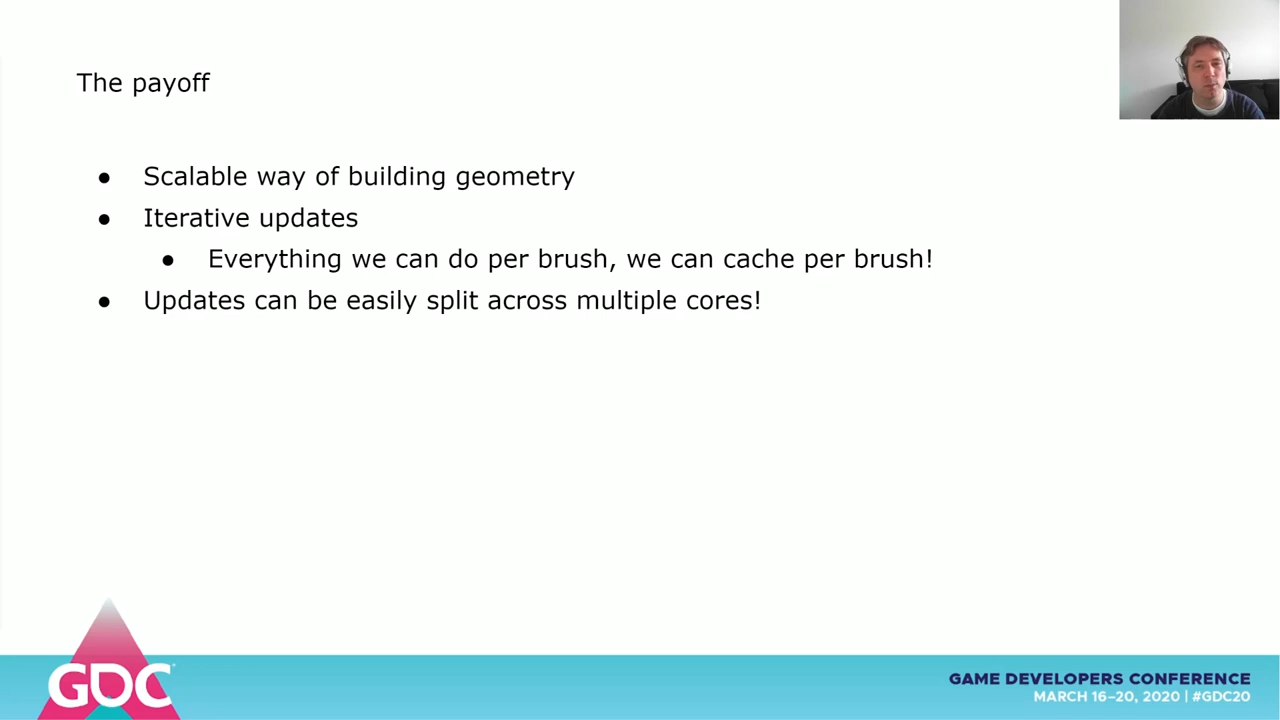 The payoff
● Scalable way of building geometry
● Iterative updates
● Everything we can do per brush, we can cache per brush!
● Updates can be easily split across multiple cores!
GDC
GAME DEVELOPERS CONFERENCE
MARCH 16–20, 2020 | #GDC20